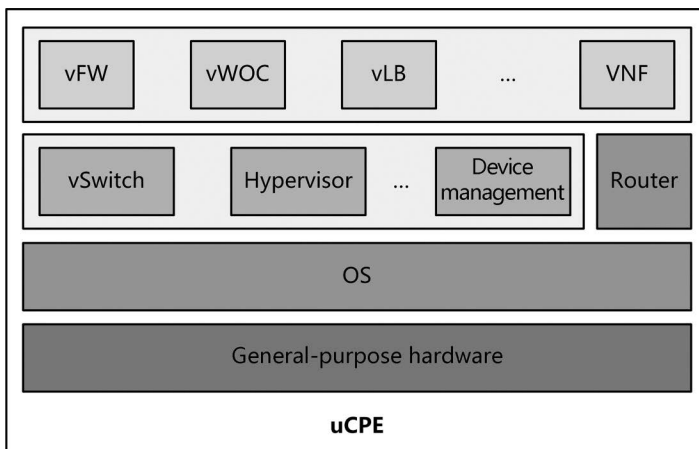 vFW vWOC vLB ... VNF
vSwitch Hypervisor ... Device
management Router
OS
General-purpose hardware
uCPE